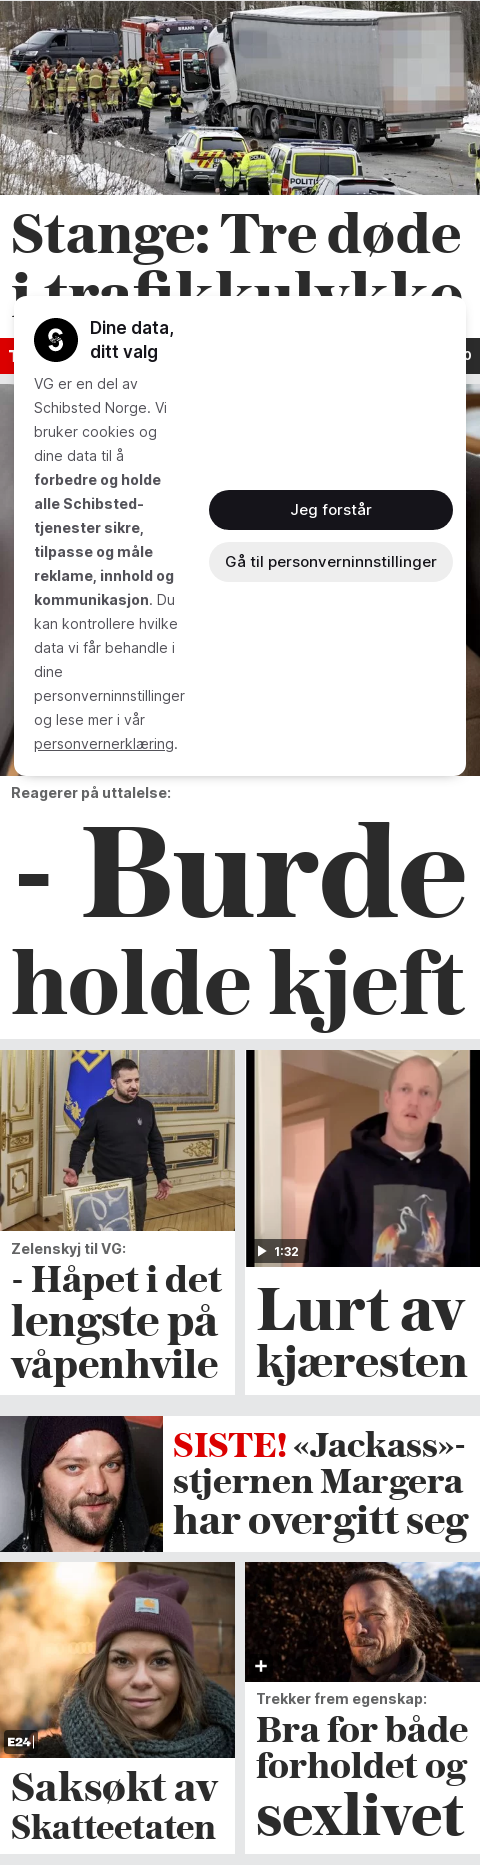 POLITI
Stange: Tre døde
i trafikkulykke
Dine data,
ditt valg
VG er en del av
Schibsted Norge. Vi
bruker cookies og
dine data til å
forbedre og holde
alle Schibsted-
tjenester sikre,
tilpasse og måle
reklame, innhold og
kommunikasjon. Du
kan kontrollere hvilke
data vi får behandle i
dine
personverninnstillinger
og lese mer i vår
personvernerklæring.
Jeg forstår
Gå til personverninnstillinger
Reagerer på uttalelse:
- Burde
holde kjeft
Zelenskyj til VG:
- Håpet i det
lengste på
våpenhvile
1:32
Lurt av
kjæresten
SISTE! «Jackass»-
stjernen Margera
har overgitt seg
E24
Saksøkt av
Skatteetaten
Trekker frem egenskap:
Bra for både
forholdet og
sexlivet